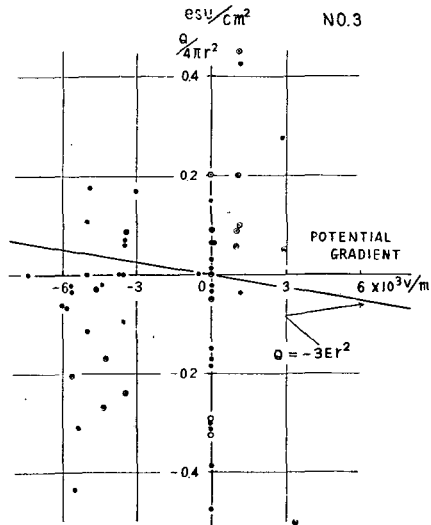 esu/cm² NO.3
Q/4πr²
0.4
0.2
POTENTIAL
GRADIENT
-6 -3 0 3 6 x10³v/m
Q = -3Er²
-0.2
-0.4